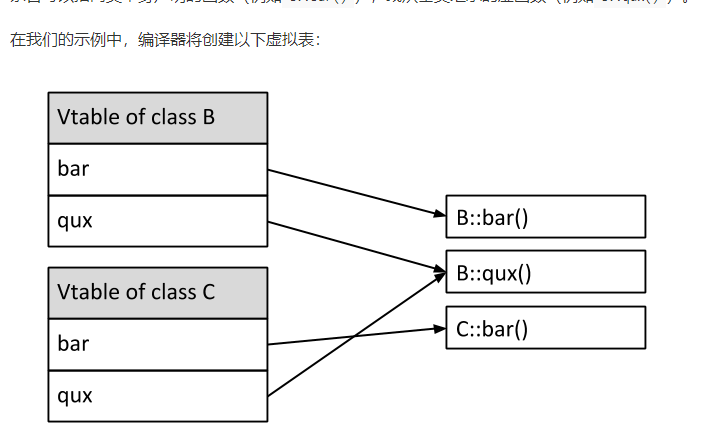 在我们的示例中，编译器将创建以下虚拟表：
Vtable of class B
bar
qux
B::bar()
B::qux()
Vtable of class C
C::bar()
bar
qux